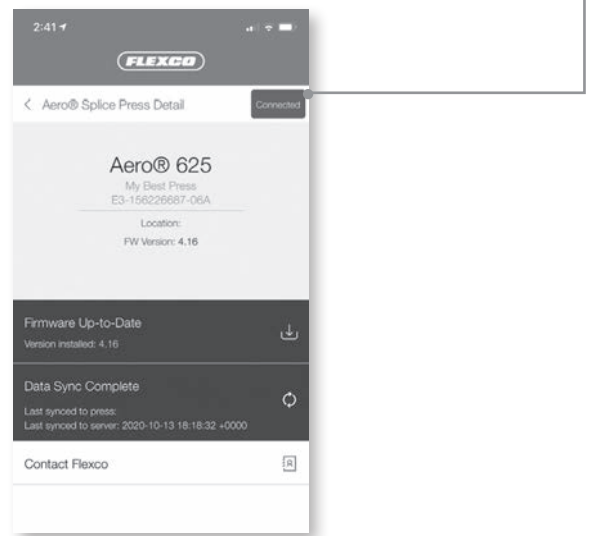 2:41
FLEXCO
Aero® Splice Press Detail
Connected
Aero® 625
My Best Press
E3-156226687-06A
Location:
FW Version: 4.16
Firmware Up-to-Date
Version installed: 4.16
Data Sync Complete
Last synced to press:
Last synced to server: 2020-10-13 18:18:32 +0000
Contact Flexco